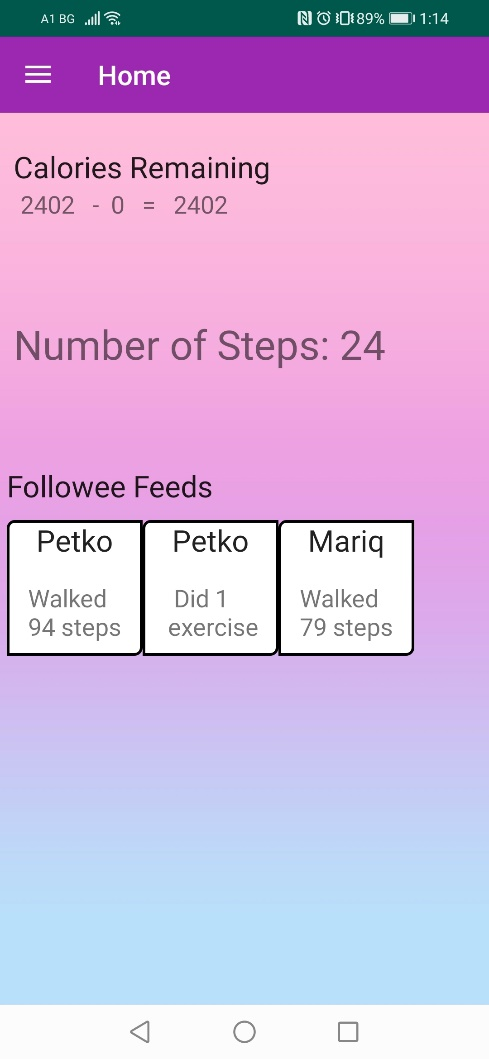 A1 BG 89% 1:14
Home
Calories Remaining
2402 - 0 = 2402
Number of Steps: 24
Followee Feeds
Petko Petko Mariq
Walked Did 1 Walked
94 steps exercise 79 steps